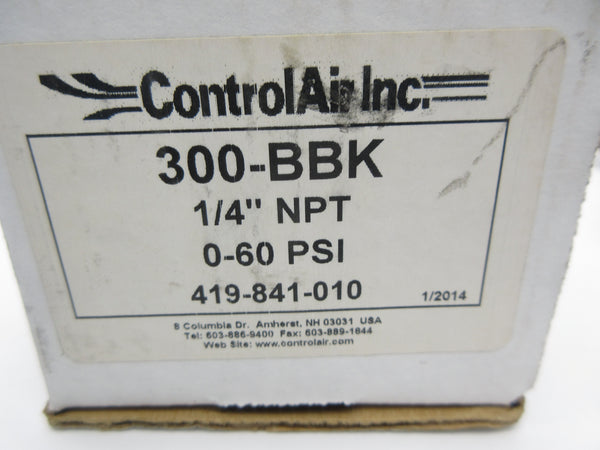 ControlAir Inc.
300-BBK
1/4" NPT
0-60 PSI
419-841-010 1/2014
8 Columbia Dr. Amherst, NH 03031 USA
Tel: 603-886-9400 Fax: 603-889-1844
Web Site: www.controlair.com